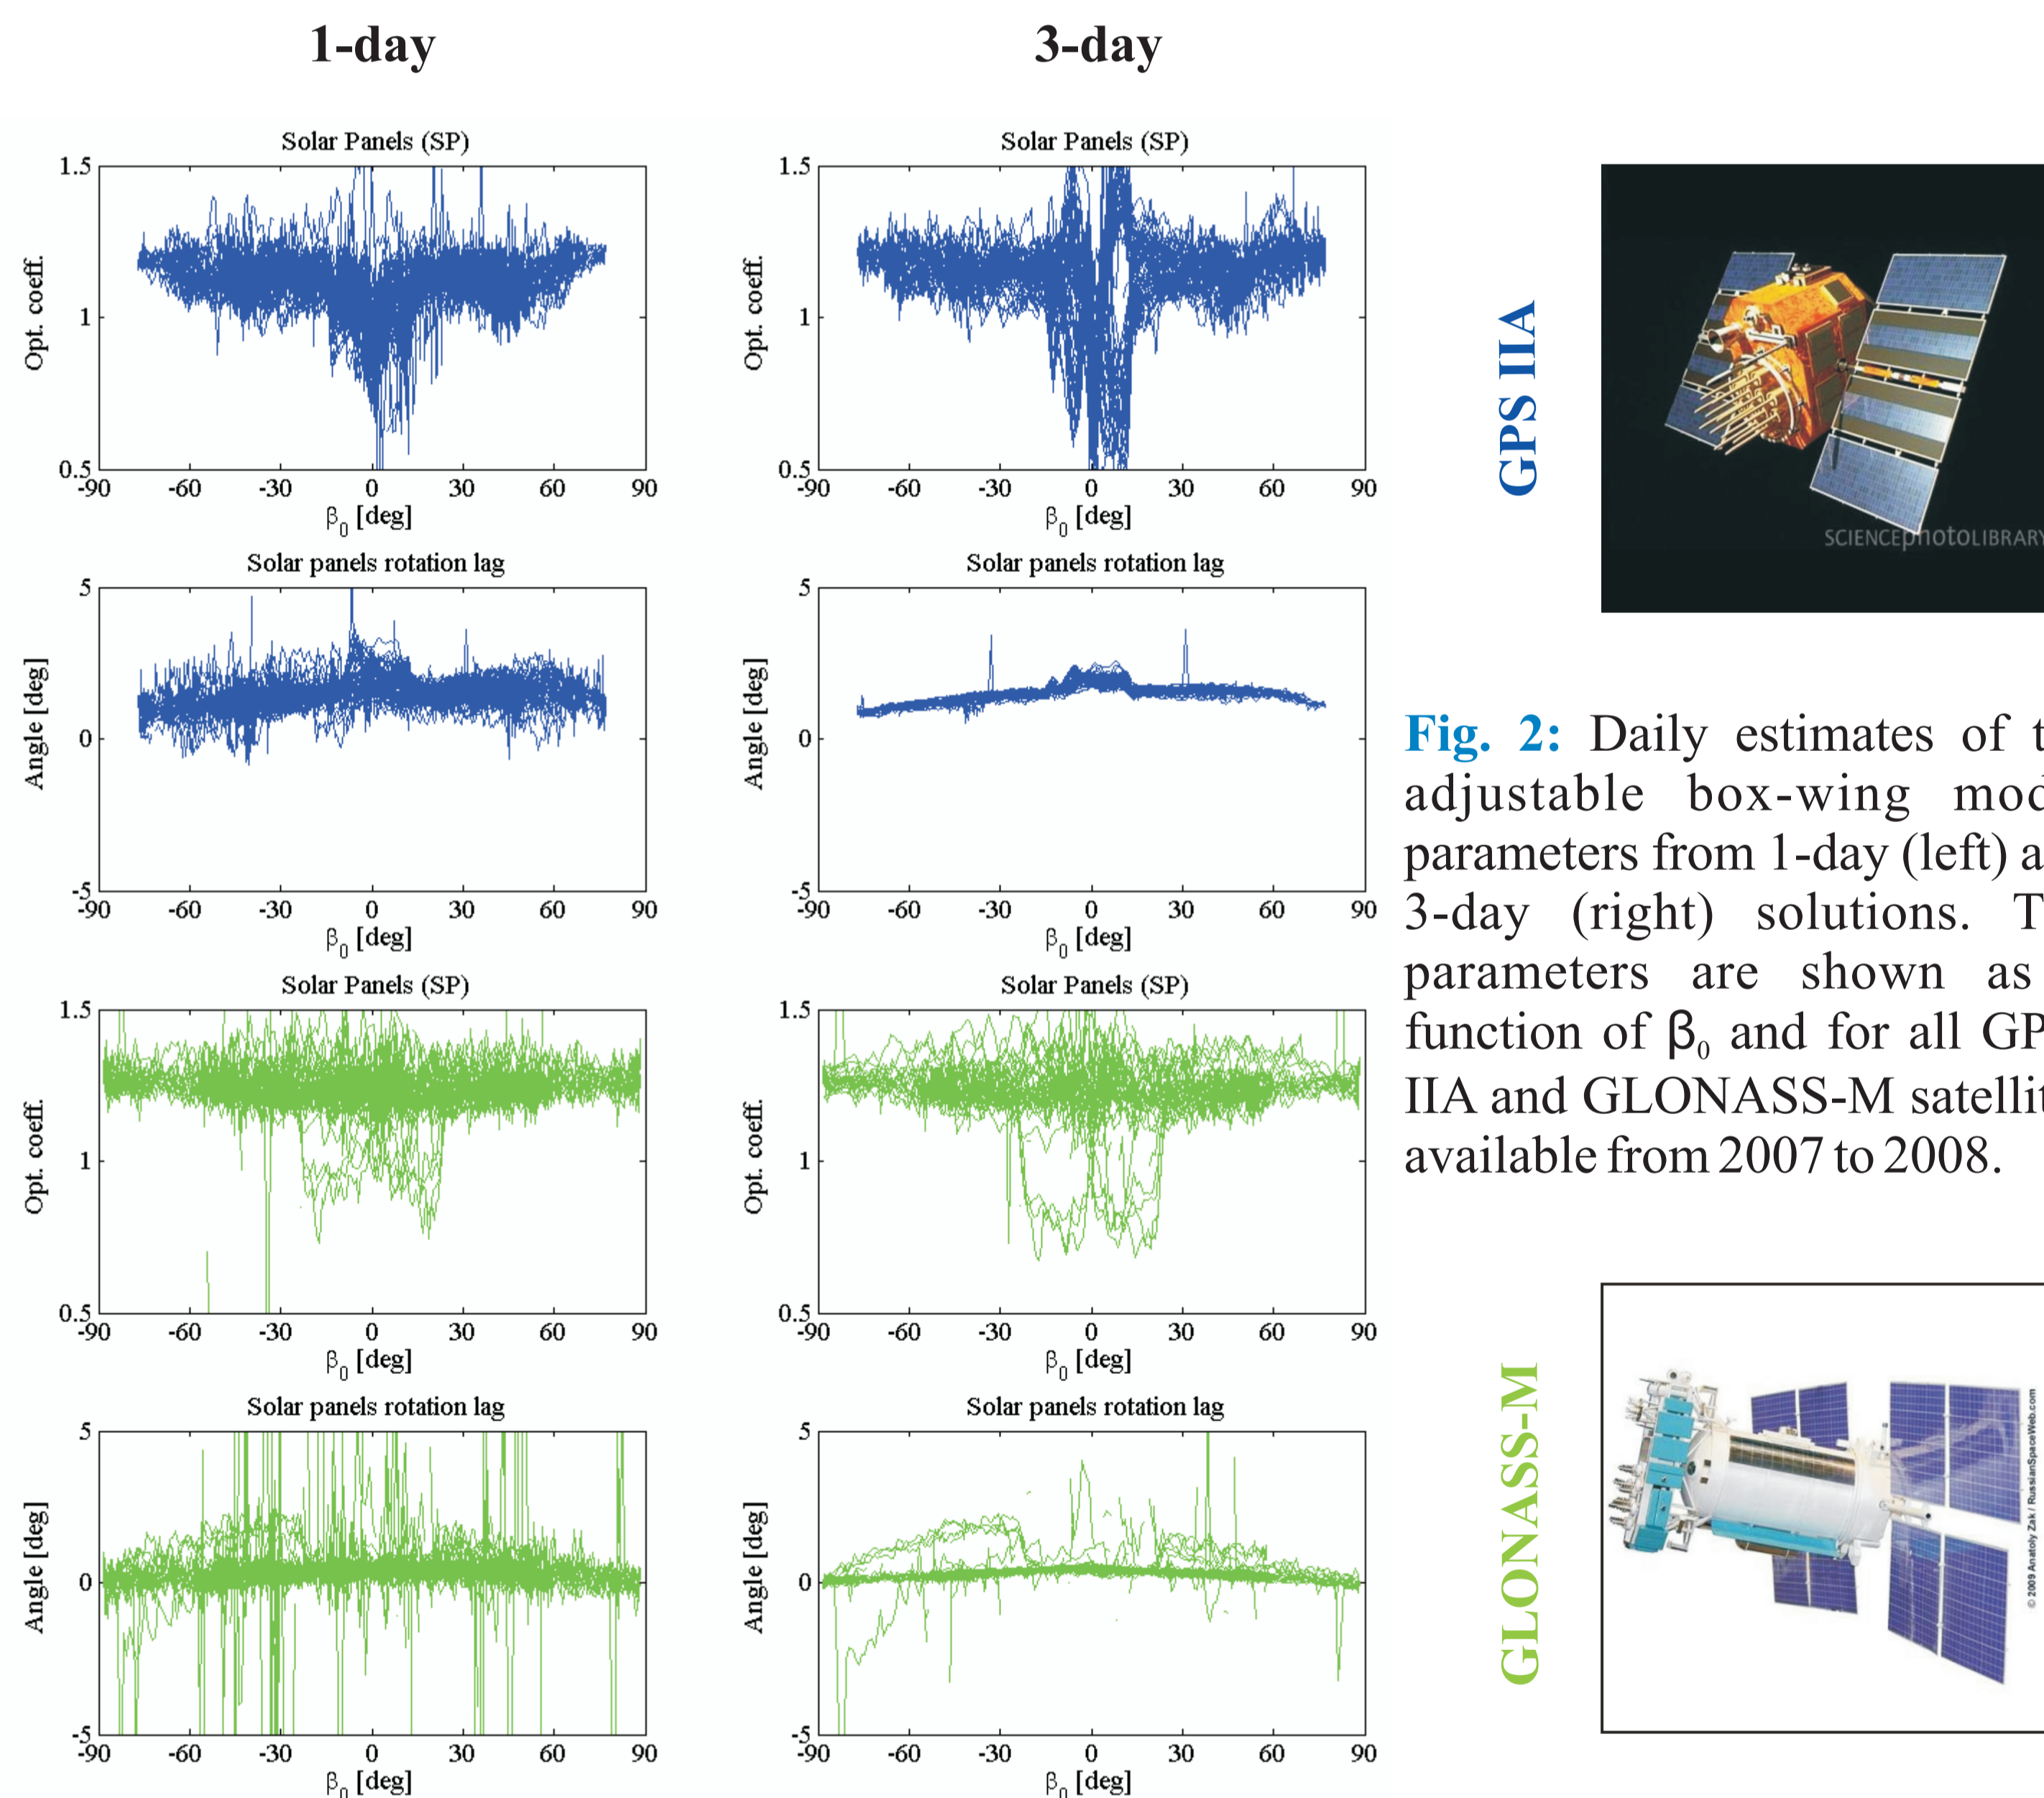 1-day
3-day
Solar Panels (SP)
1.5
1
0.5
Opt. coeff.
-90 -60 -30 0 30 60 90
β0 [deg]
Solar Panels (SP)
1.5
1
0.5
Opt. coeff.
-90 -60 -30 0 30 60 90
β0 [deg]
GPS IIA
SCIENCEphotoLIBRARY
Solar panels rotation lag
5
0
-5
Angle [deg]
-90 -60 -30 0 30 60 90
β0 [deg]
Solar panels rotation lag
5
0
-5
Angle [deg]
-90 -60 -30 0 30 60 90
β0 [deg]
Fig. 2: Daily estimates of
adjustable box-wing
parameters from 1-day (left)
3-day (right) solutions.
parameters are shown as
function of β0 and for all
IIA and GLONASS-M
available from 2007 to 2008.
Solar Panels (SP)
1.5
1
0.5
Opt. coeff.
-90 -60 -30 0 30 60 90
β0 [deg]
Solar Panels (SP)
1.5
1
0.5
Opt. coeff.
-90 -60 -30 0 30 60 90
β0 [deg]
GLONASS-M
© 2009 Anatoly Zak / RussianSpaceWeb.com
Solar panels rotation lag
5
0
-5
Angle [deg]
-90 -60 -30 0 30 60 90
β0 [deg]
Solar panels rotation lag
5
0
-5
Angle [deg]
-90 -60 -30 0 30 60 90
β0 [deg]